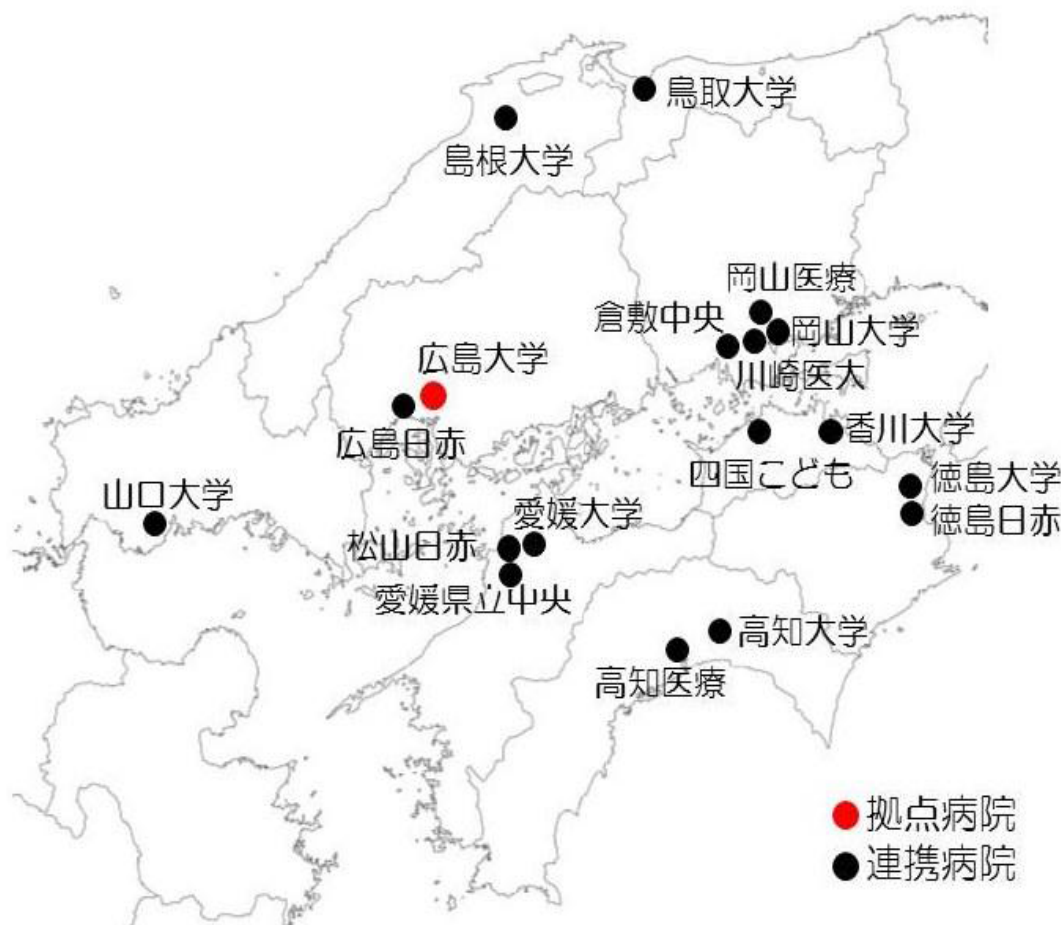 鳥取大学
島根大学
岡山医療
倉敷中央
岡山大学
川崎医大
広島大学
広島日赤
香川大学
四国こども
徳島大学
徳島日赤
山口大学
愛媛大学
松山日赤
愛媛県立中央
高知大学
高知医療
拠点病院
連携病院